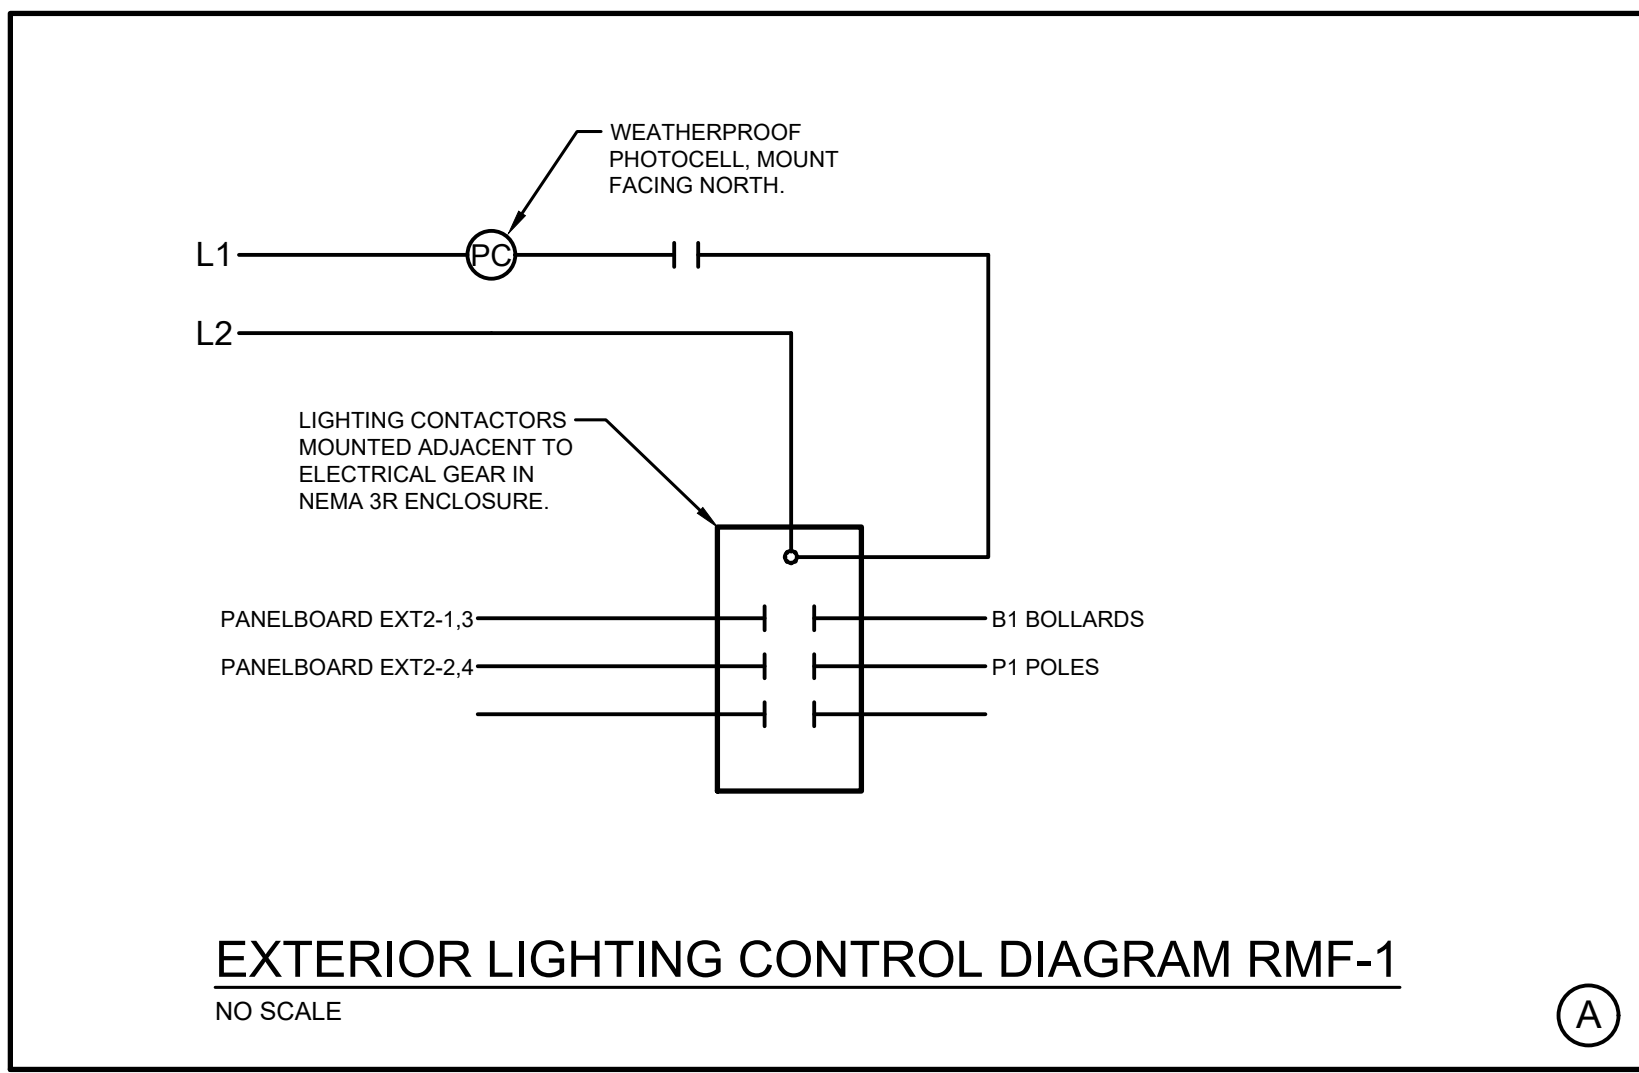 WEATHERPROOF
PHOTOCELL, MOUNT
FACING NORTH.
L1
PC
L2
LIGHTING CONTACTORS
MOUNTED ADJACENT TO
ELECTRICAL GEAR IN
NEMA 3R ENCLOSURE.
PANELBOARD EXT2-1,3
B1 BOLLARDS
PANELBOARD EXT2-2,4
P1 POLES
EXTERIOR LIGHTING CONTROL DIAGRAM RMF-1
NO SCALE
A